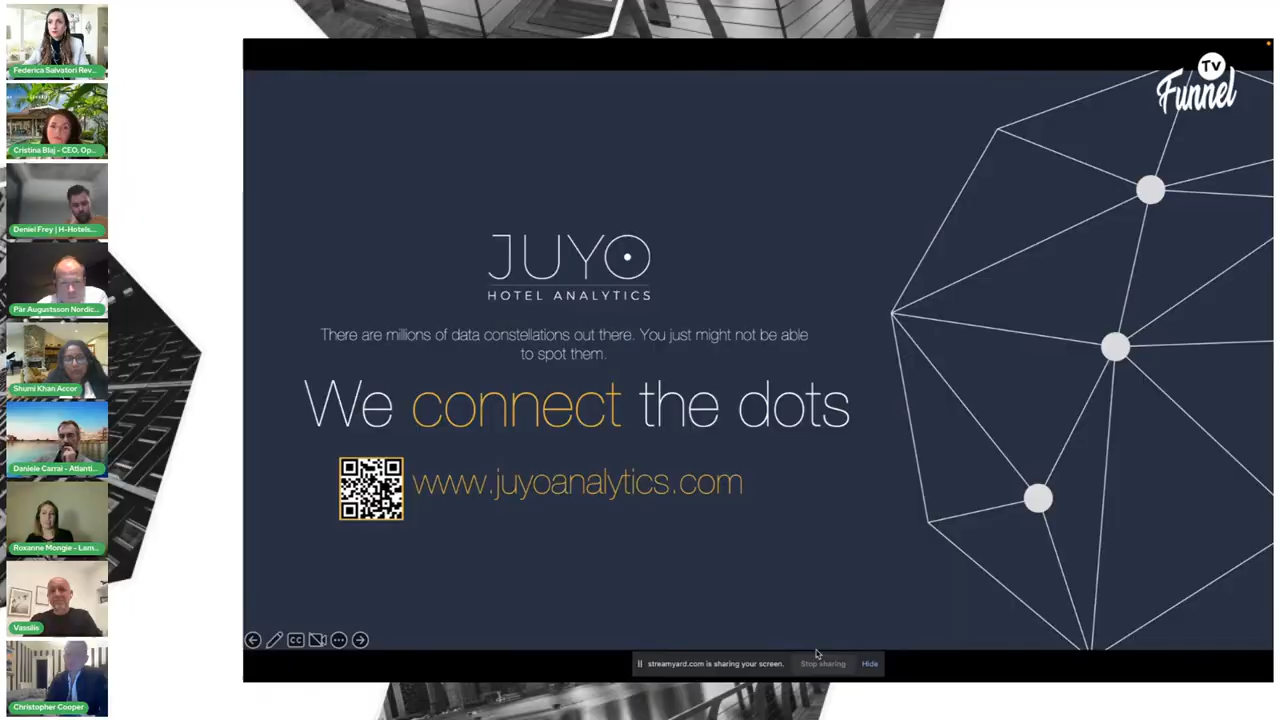 Federica Salvatori Rev...
Cristina Blaj - CEO, Op...
Deniel Frey | H-Hotels...
Pär Augustsson Nordic...
Shumi Khan Accor
Daniele Carrai - Atlanti...
Roxanne Mongie - Lam...
Vassilis
Christopher Cooper
TV
Funnel
JUYO
HOTEL ANALYTICS
There are millions of data constellations out there. You just might not be able
to spot them.
We connect the dots
www.juyoanalytics.com
CC
streamyard.com is sharing your screen.
Stop sharing
Hide